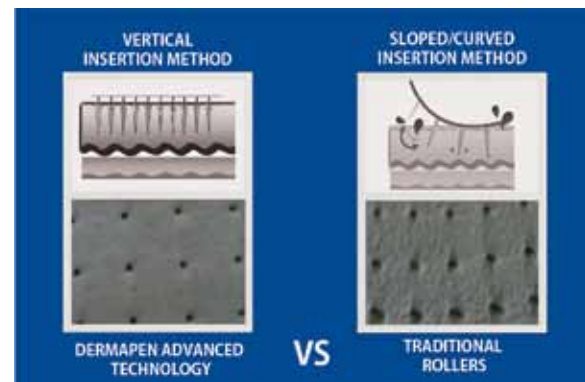 VERTICAL
INSERTION METHOD
SLOPED/CURVED
INSERTION METHOD
DERMAPEN ADVANCED
TECHNOLOGY
VS
TRADITIONAL
ROLLERS